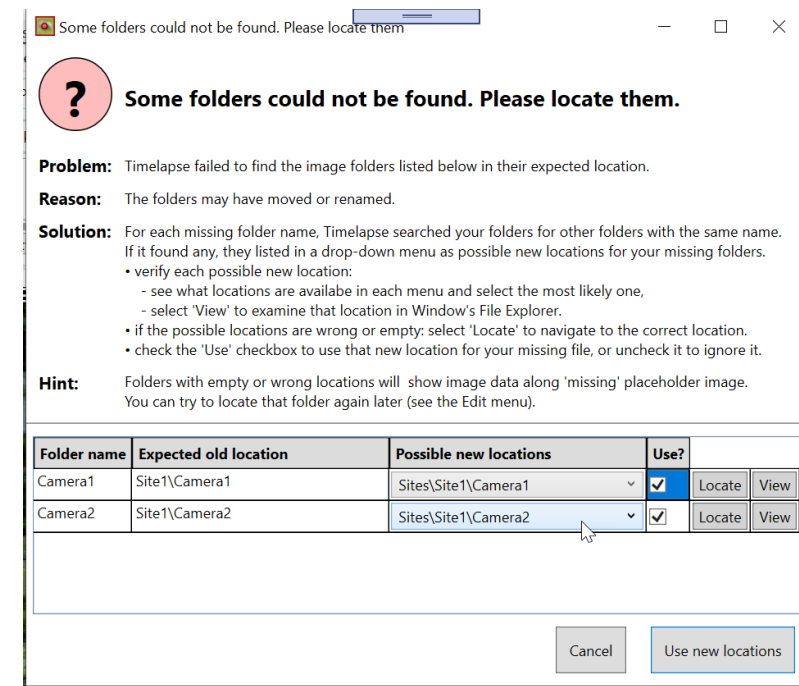 Some folders could not be found. Please locate them
?
Some folders could not be found. Please locate them.
Problem: Timelapse failed to find the image folders listed below in their expected location.
Reason: The folders may have moved or renamed.
Solution: For each missing folder name, Timelapse searched your folders for other folders with the same name.
If it found any, they listed in a drop-down menu as possible new locations for your missing folders.
• verify each possible new location:
- see what locations are availabe in each menu and select the most likely one,
- select 'View' to examine that location in Window's File Explorer.
• if the possible locations are wrong or empty: select 'Locate' to navigate to the correct location.
• check the 'Use' checkbox to use that new location for your missing file, or uncheck it to ignore it.
Hint: Folders with empty or wrong locations will  show image data along 'missing' placeholder image.
You can try to locate that folder again later (see the Edit menu).
Folder name Expected old location Possible new locations Use?
Camera1 Site1\Camera1 Sites\Site1\Camera1 Locate View
Camera2 Site1\Camera2 Sites\Site1\Camera2 Locate View
Cancel Use new locations